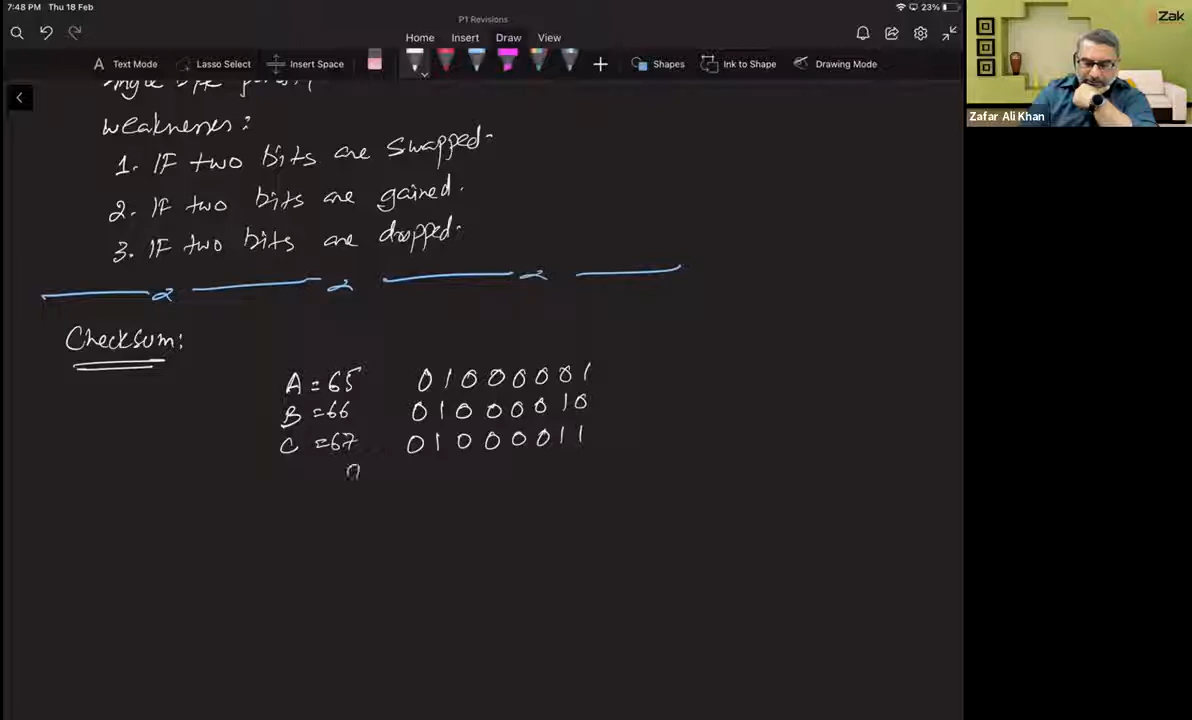 7:48 PM Thu 18 Feb
23%
P1 Revisions
Home Insert Draw View
Text Mode Lasso Select Insert Space Shapes Ink to Shape Drawing Mode
Zak
Zafar Ali Khan
Weaknesses:
1. IF two bits are swapped.
2. IF two bits are gained.
3. IF two bits are dropped.
Checksum:
A = 65 01000001
B = 66 01000010
C = 67 01000011